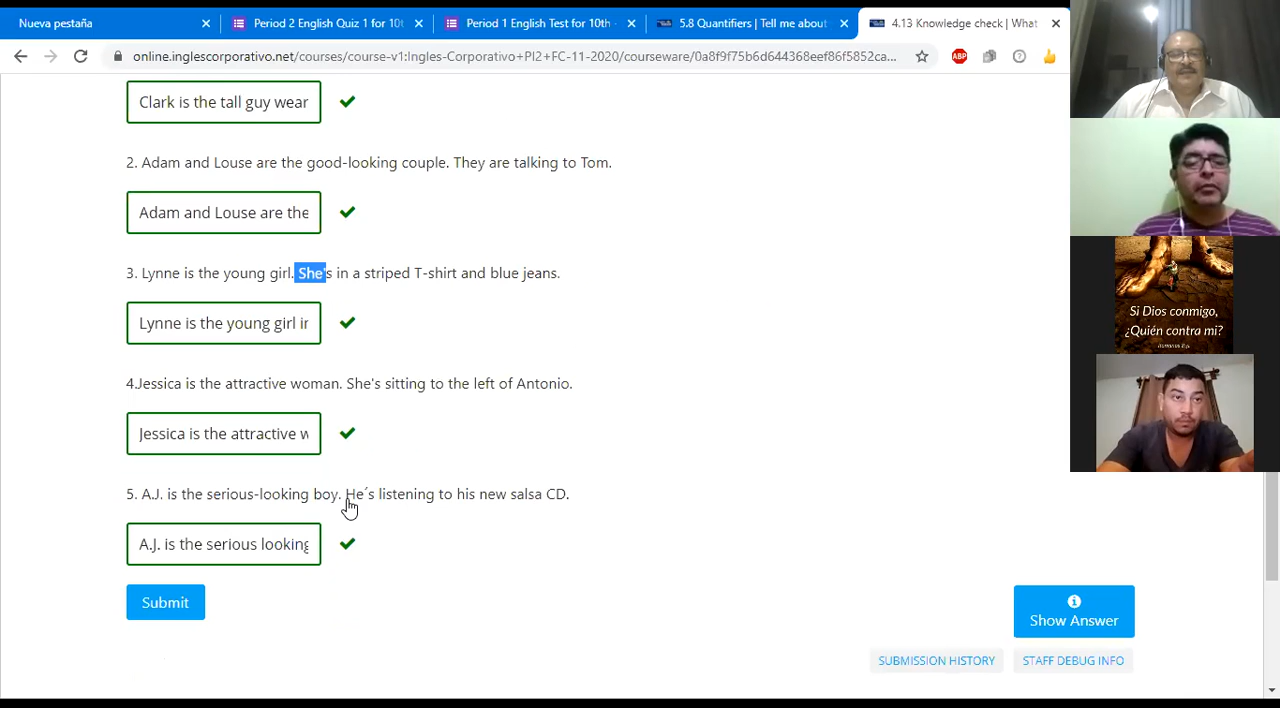 Nueva pestaña
Period 2 English Quiz 1 for 10t
Period 1 English Test for 10th
5.8 Quantifiers | Tell me about
4.13 Knowledge check | What
online.inglescorporativo.net/courses/course-v1:Ingles-Corporativo+PI2+FC-11-2020/courseware/0a8f9f75b6d644368eef86f5852ca...
ABP
Clark is the tall guy wear
2. Adam and Louse are the good-looking couple. They are talking to Tom.
Adam and Louse are the
3. Lynne is the young girl. She's in a striped T-shirt and blue jeans.
Lynne is the young girl in
4.Jessica is the attractive woman. She's sitting to the left of Antonio.
Jessica is the attractive w
5. A.J. is the serious-looking boy. He´s listening to his new salsa CD.
A.J. is the serious looking
Submit
Show Answer
SUBMISSION HISTORY
STAFF DEBUG INFO
Si Dios conmigo,
¿Quién contra mi?